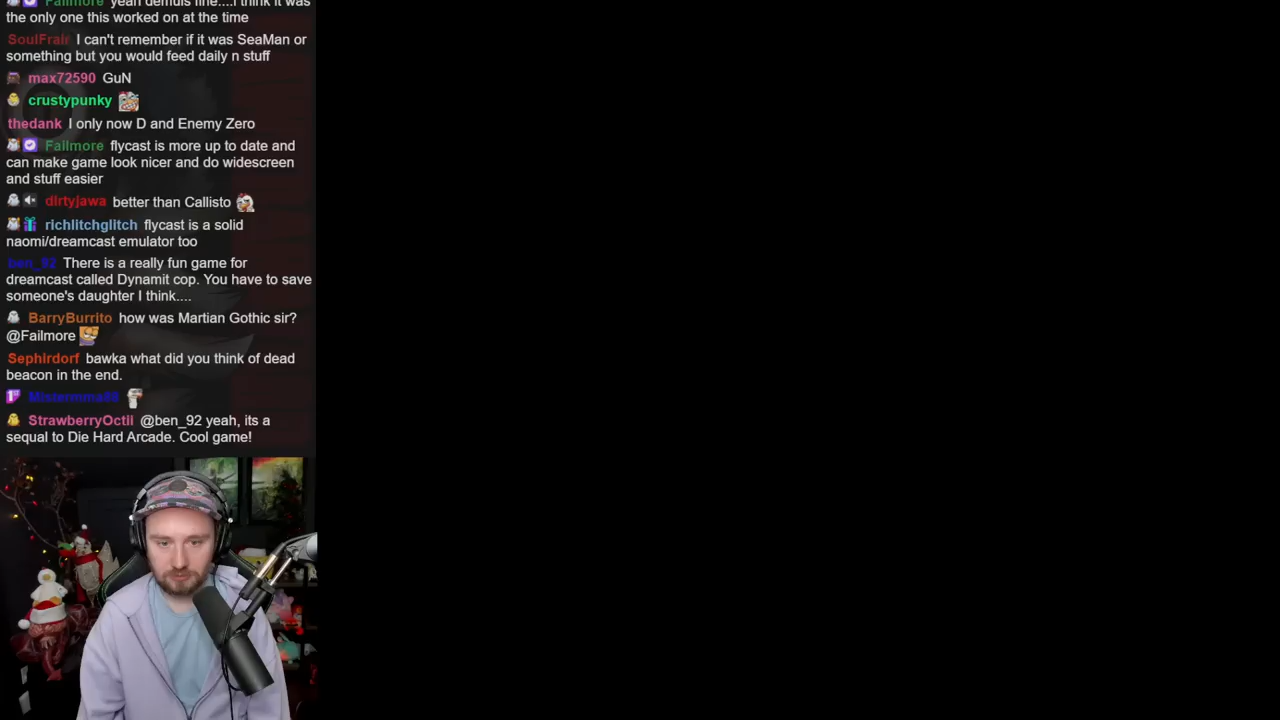 Failmore yeah demuls fine....i think it was
the only one this worked on at the time
SoulFrair I can't remember if it was SeaMan or
something but you would feed daily n stuff
max72590 GuN
crustypunky
thedank I only now D and Enemy Zero
Failmore flycast is more up to date and
can make game look nicer and do widescreen
and stuff easier
dirtyjawa better than Callisto
richlitchglitch flycast is a solid
naomi/dreamcast emulator too
ben_92 There is a really fun game for
dreamcast called Dynamit cop. You have to save
someone's daughter I think....
BarryBurrito how was Martian Gothic sir?
@Failmore
Sephirdorf bawka what did you think of dead
beacon in the end.
StrawberryOctil @ben_92 yeah, its a
sequal to Die Hard Arcade. Cool game!